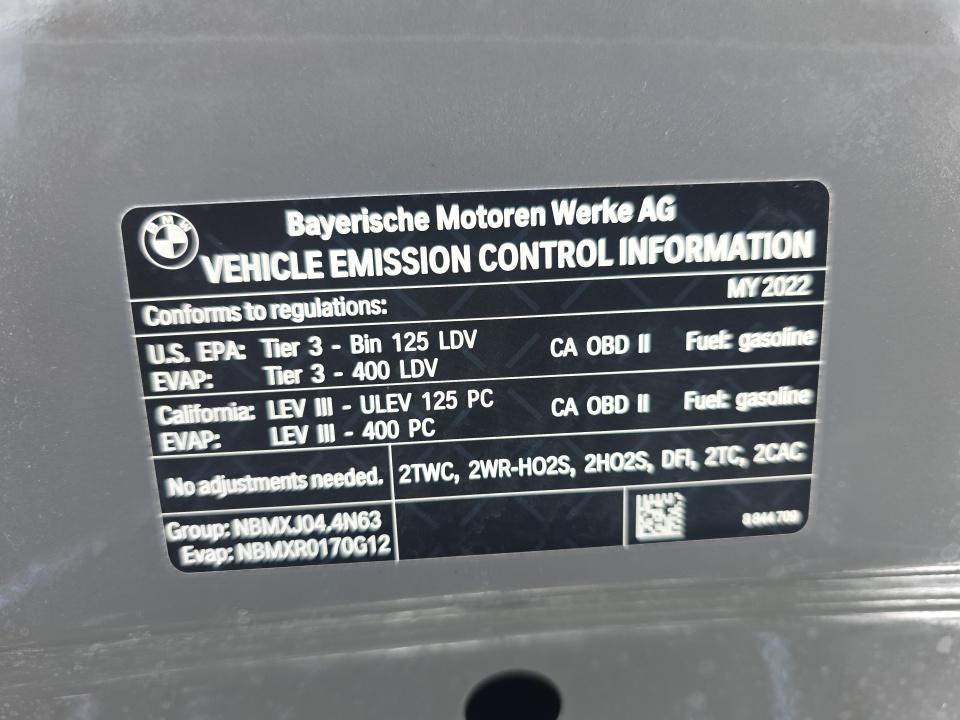 BMW
Bayerische Motoren Werke AG
VEHICLE EMISSION CONTROL INFORMATION
Conforms to regulations: MY 2022
U.S. EPA: Tier 3 - Bin 125 LDV CA OBD II Fuel: gasoline
EVAP: Tier 3 - 400 LDV
California: LEV III - ULEV 125 PC CA OBD II Fuel: gasoline
EVAP: LEV III - 400 PC
No adjustments needed. 2TWC, 2WR-HO2S, 2HO2S, DFI, 2TC, 2CAC
Group: NBMXJ04.4N63
Evap: NBMXR0170G12
8 844 709